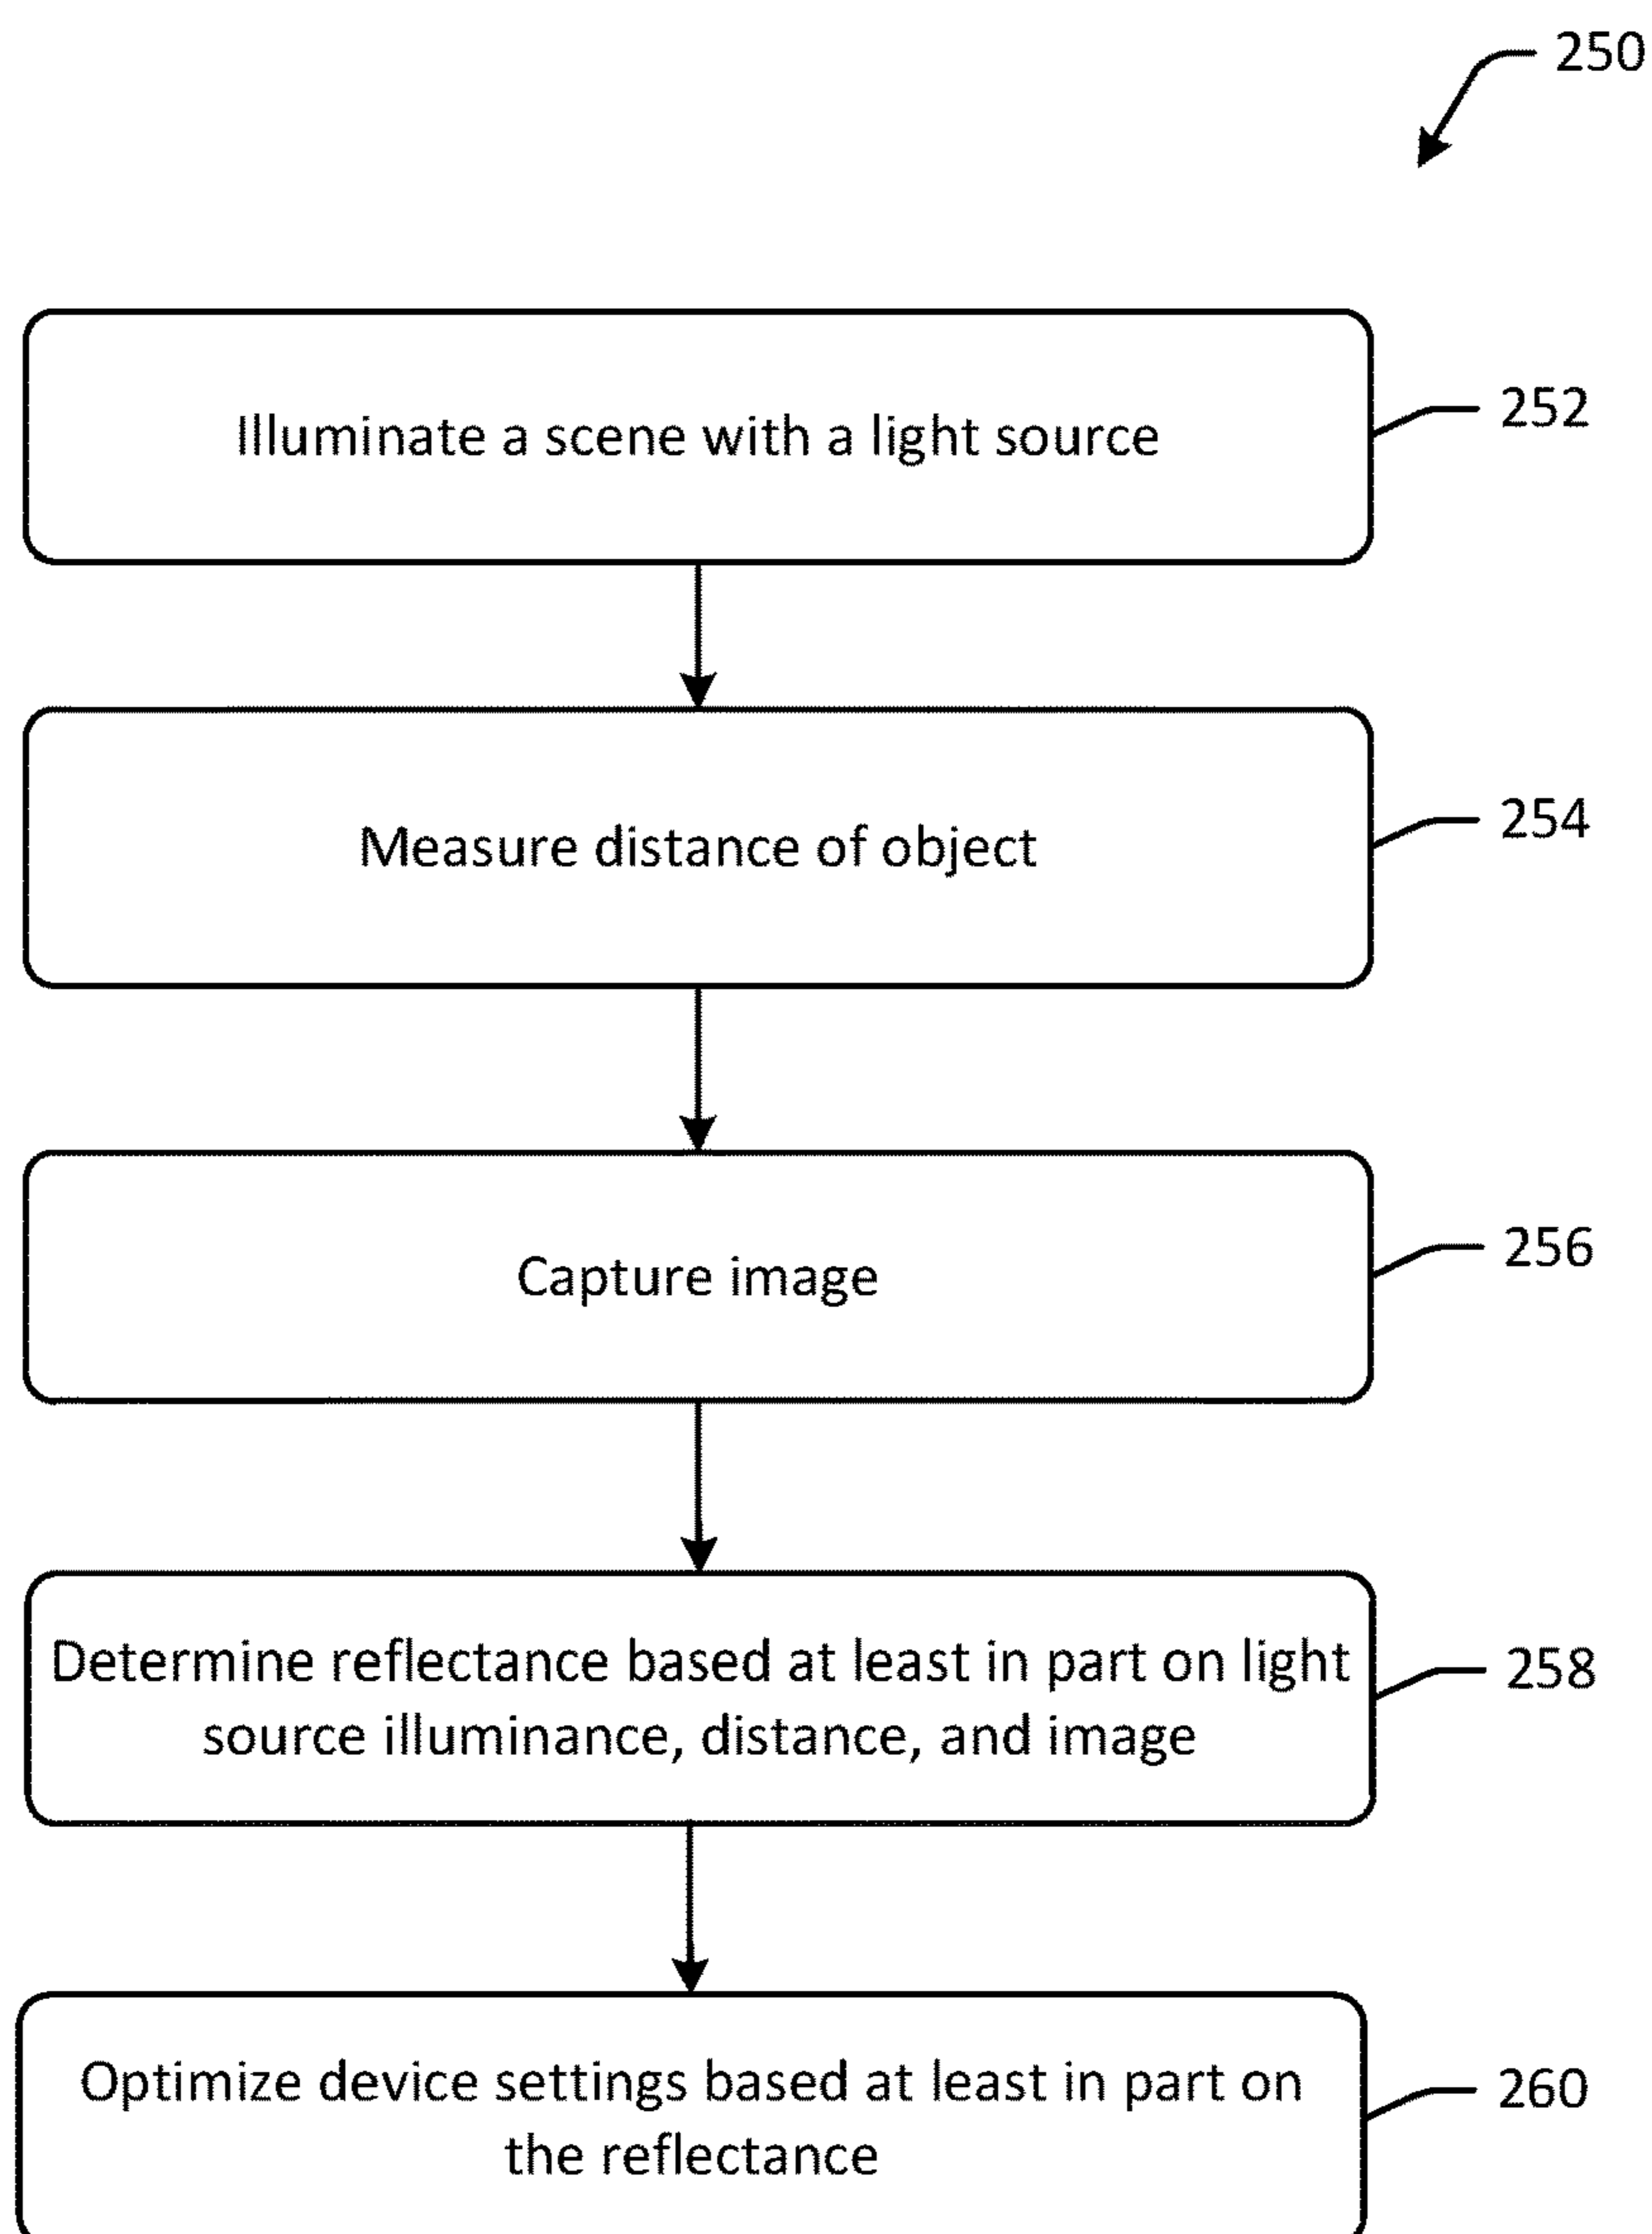 250
Illuminate a scene with a light source
252
Measure distance of object
254
Capture image
256
Determine reflectance based at least in part on light
source illuminance, distance, and image
258
Optimize device settings based at least in part on
the reflectance
260